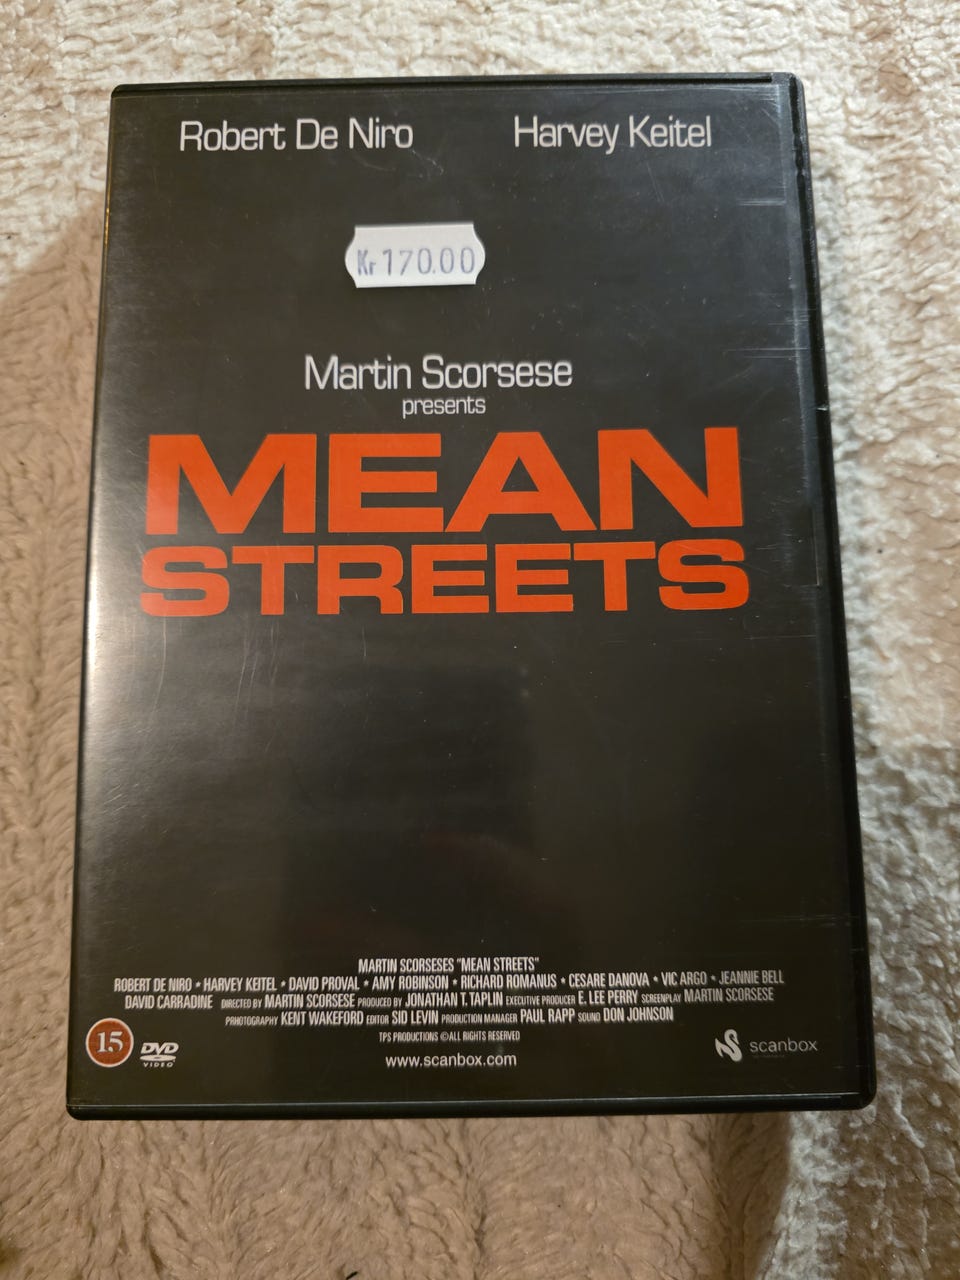 Robert De Niro Harvey Keitel
Kr 170.00
Martin Scorsese
presents
MEAN
STREETS
MARTIN SCORSESES "MEAN STREETS"
ROBERT DE NIRO • HARVEY KEITEL • DAVID PROVAL • AMY ROBINSON • RICHARD ROMANUS • CESARE DANOVA • VIC ARGO • JEANNIE BELL
DAVID CARRADINE DIRECTED BY MARTIN SCORSESE PRODUCED BY JONATHAN T. TAPLIN EXECUTIVE PRODUCER E. LEE PERRY SCREENPLAY MARTIN SCORSESE
PRHOTOGRAPHY KENT WAKEFORD EDITOR SID LEVIN PRODUCTION MANAGER PAUL RAPP SOUND DON JOHNSON
TPS PRODUCTIONS © ALL RIGHTS RESERVED
www.scanbox.com
15
DVD
VIDEO
scanbox